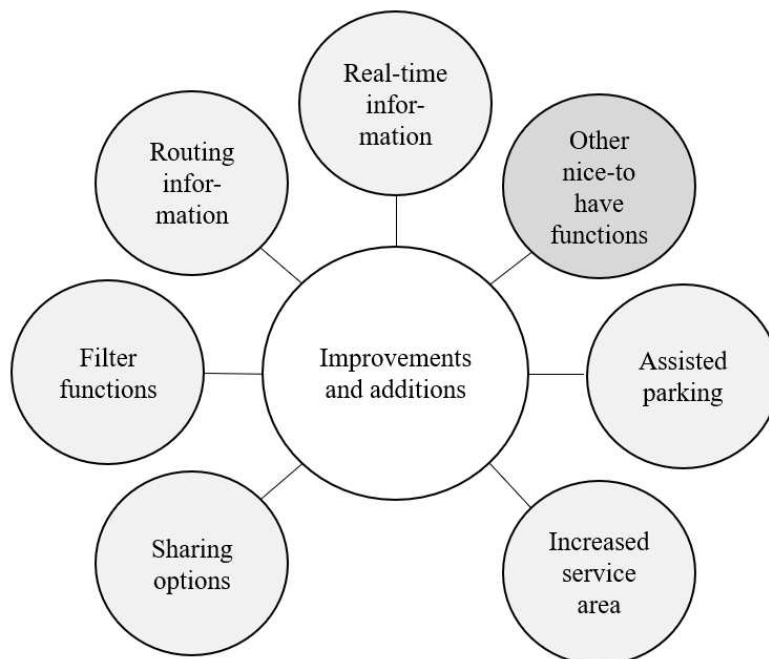 Real-time
infor-
mation
Other
nice-to
have
functions
Routing
infor-
mation
Improvements
and additions
Filter
functions
Assisted
parking
Sharing
options
Increased
service
area